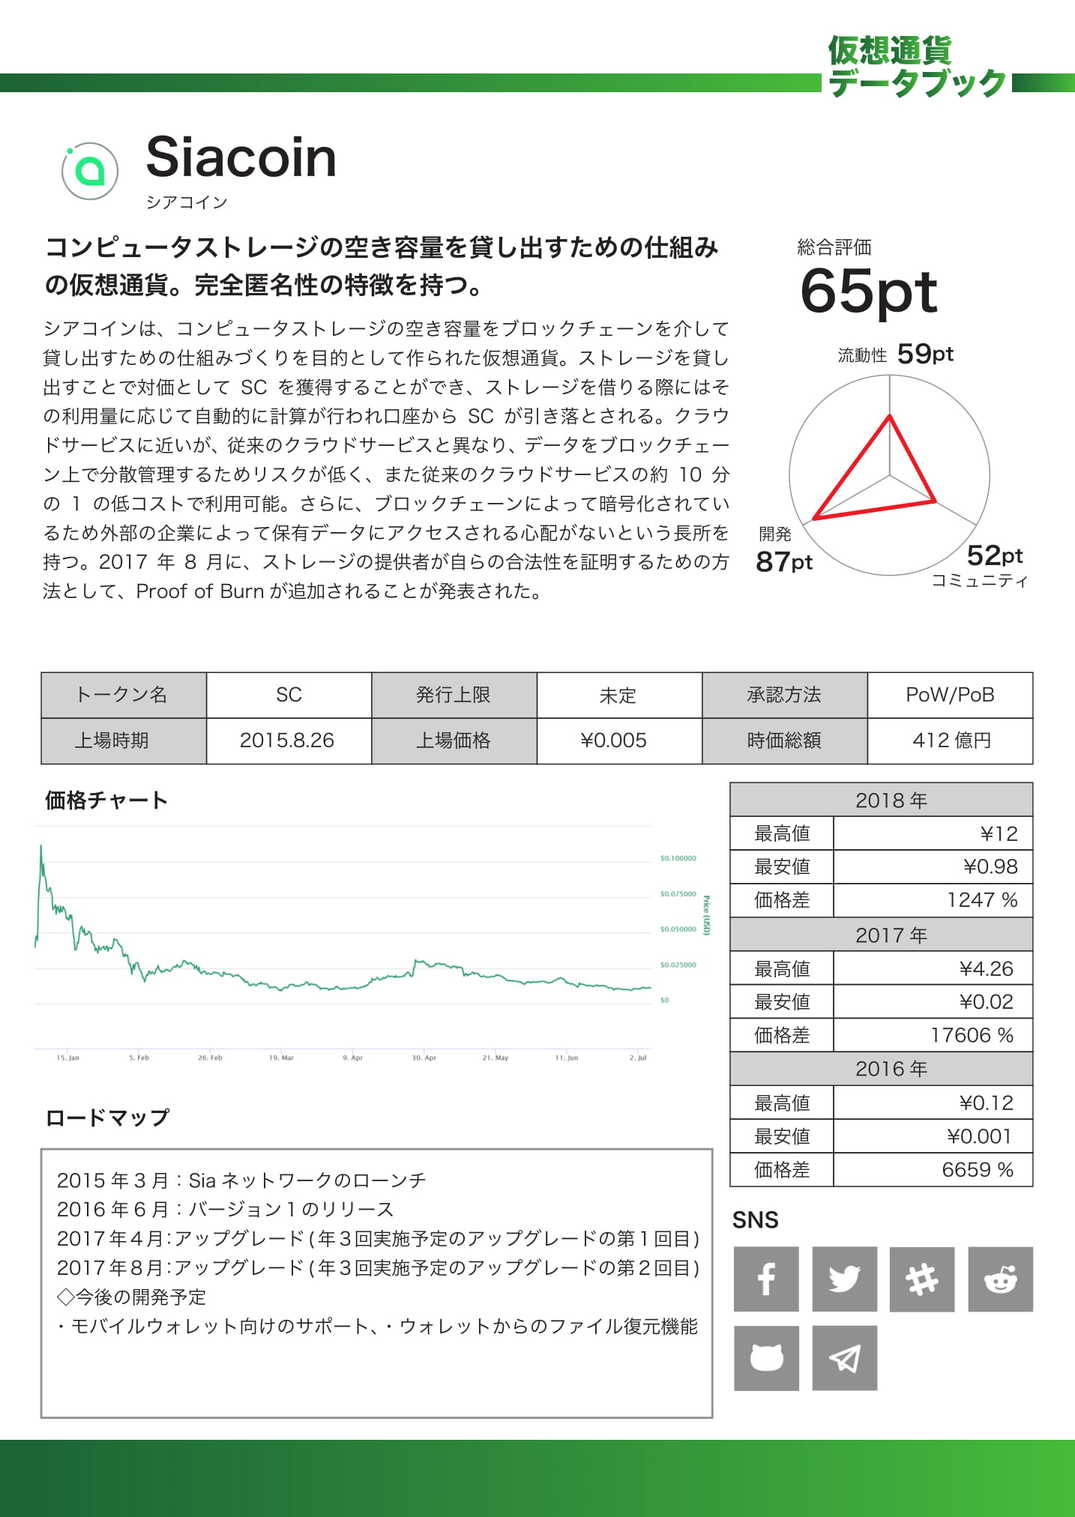 仮想通貨
データブック
Siacoin
シアコイン
コンピュータストレージの空き容量を貸し出すための仕組み
の仮想通貨。完全匿名性の特徴を持つ。
シアコインは、コンピュータストレージの空き容量をブロックチェーンを介して
貸し出すための仕組みづくりを目的として作られた仮想通貨。ストレージを貸し
出すことで対価として SC を獲得することができ、ストレージを借りる際にはそ
の利用量に応じて自動的に計算が行われ口座から SC が引き落とされる。クラウ
ドサービスに近いが、従来のクラウドサービスと異なり、データをブロックチェー
ン上で分散管理するためリスクが低く、また従来のクラウドサービスの約 10 分
の 1 の低コストで利用可能。さらに、ブロックチェーンによって暗号化されてい
るため外部の企業によって保有データにアクセスされる心配がないという長所を
持つ。2017 年 8 月に、ストレージの提供者が自らの合法性を証明するための方
法として、Proof of Burn が追加されることが発表された。
総合評価
65pt
流動性 59pt
開発
87pt
52pt
コミュニティ
トークン名 SC 発行上限 未定 承認方法 PoW/PoB
上場時期 2015.8.26 上場価格 ¥0.005 時価総額 412 億円
価格チャート
$0.100000
$0.075000
$0.050000
$0.025000
$0
Price (USD)
15. Jan 5. Feb 26. Feb 19. Mar 9. Apr 30. Apr 21. May 11. Jun 2. Jul
2018 年
最高値 ¥12
最安値 ¥0.98
価格差 1247 %
2017 年
最高値 ¥4.26
最安値 ¥0.02
価格差 17606 %
2016 年
最高値 ¥0.12
最安値 ¥0.001
価格差 6659 %
ロードマップ
2015 年 3 月：Sia ネットワークのローンチ
2016 年 6 月：バージョン 1 のリリース
2017 年 4 月：アップグレード ( 年 3 回実施予定のアップグレードの第 1 回目 )
2017 年 8 月：アップグレード ( 年 3 回実施予定のアップグレードの第 2 回目 )
◇今後の開発予定
・モバイルウォレット向けのサポート、・ウォレットからのファイル復元機能
SNS